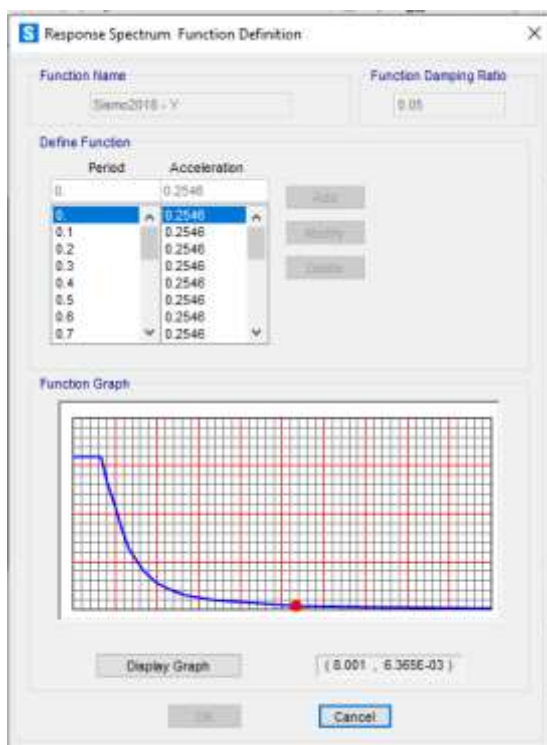 S Response Spectrum Function Definition
Function Name
Function Damping Ratio
Sismo2018 - Y
0.05
Define Function
Period Acceleration
0. 0.2546
0. 0.2546
0.1 0.2546
0.2 0.2546
0.3 0.2546
0.4 0.2546
0.5 0.2546
0.6 0.2546
0.7 0.2546
Add
Modify
Delete
Function Graph
Display Graph
( 8.001 , 6.365E-03 )
OK
Cancel